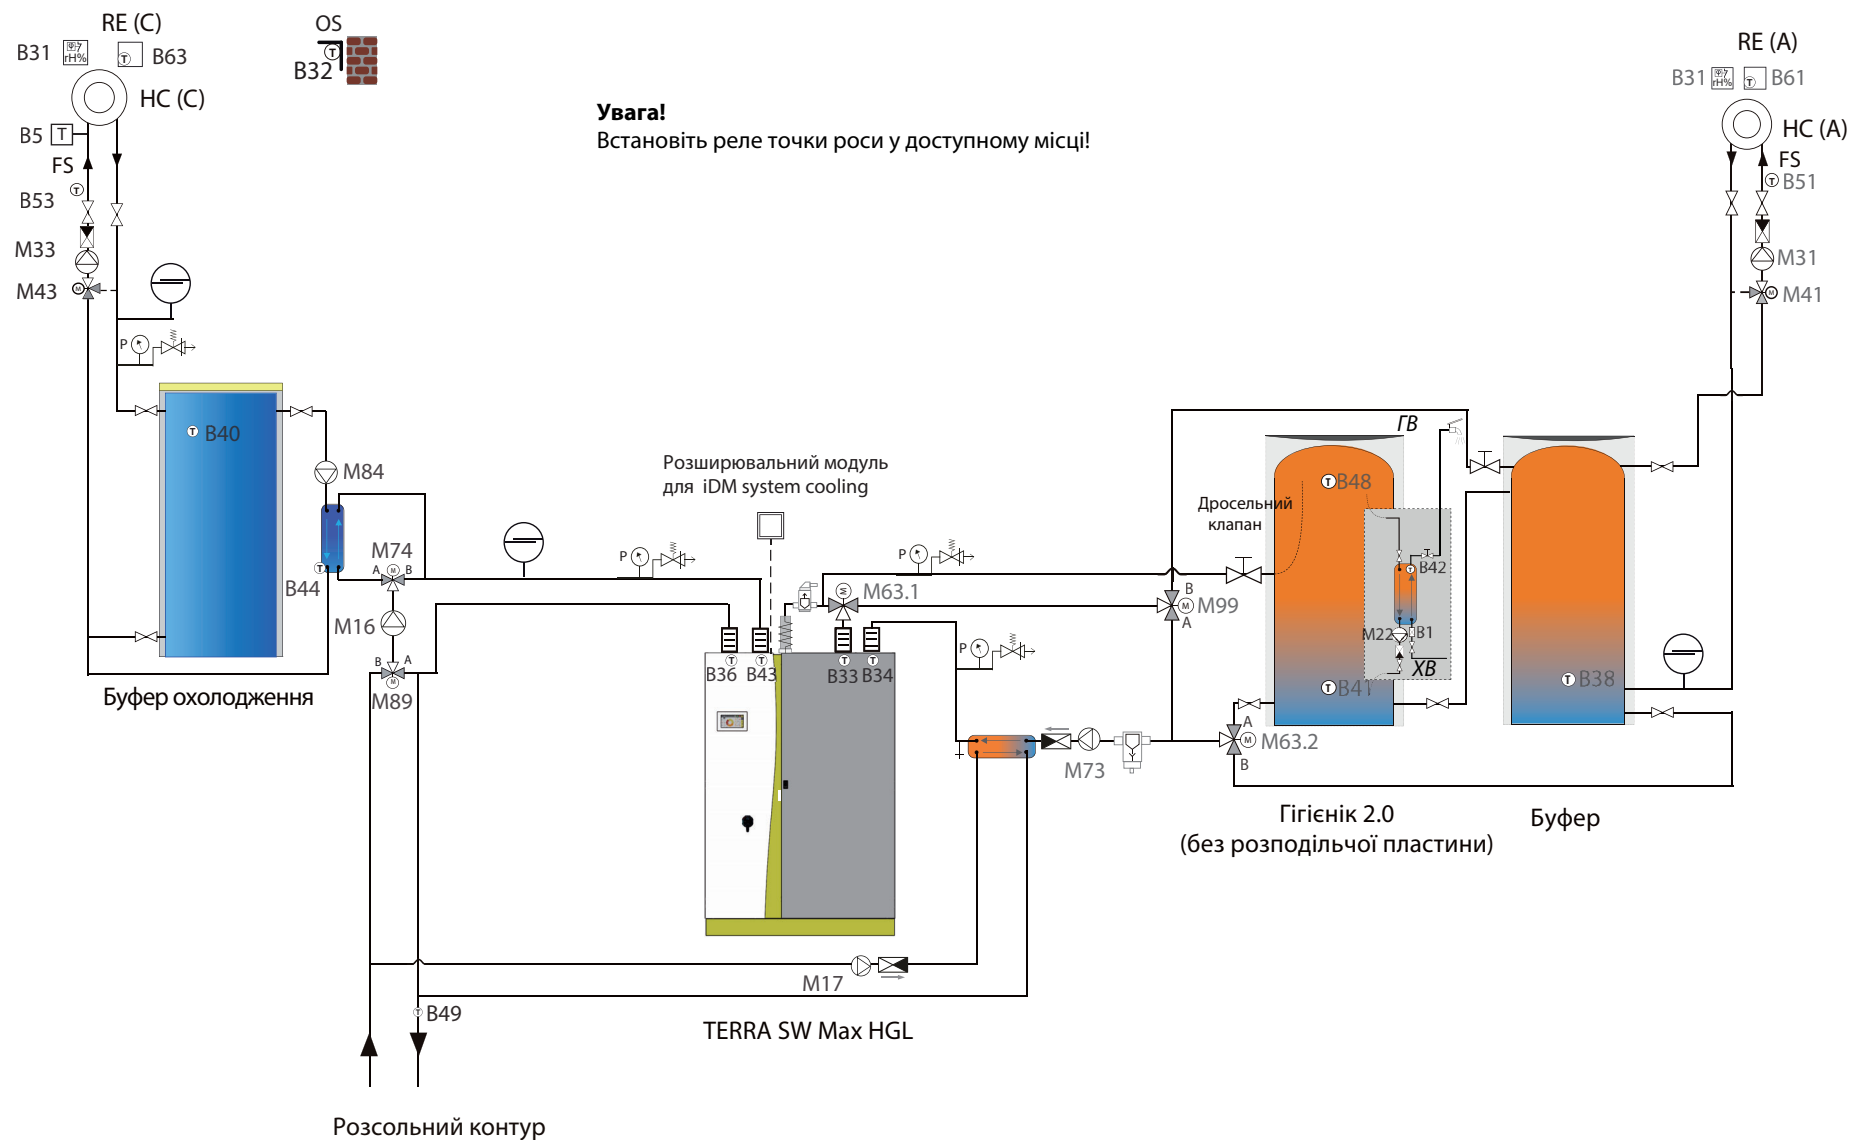 RE (C)
B31
rH%
T
B63
HC (C)
B5
T
FS
T
B53
M33
M43
M
OS
T
B32
Увага!
Встановіть реле точки роси у доступному місці!
RE (A)
B31
rH%
T
B61
HC (A)
FS
T
B51
M31
M
M41
P
T
B40
M84
Буфер охолодження
T
B44
M74
A
M
B
M16
B
A
M
M89
Розширювальний модуль
для iDM system cooling
P
P
M
M63.1
T
B36
T
B43
T
B33
T
B34
P
B
M
M99
A
Дросельний
клапан
ГВ
T
B48
T
B42
M22
B1
ХВ
T
B41
T
B38
A
M
M63.2
B
M73
Гігієнік 2.0
(без розподільчої пластини)
Буфер
M17
T
B49
TERRA SW Max HGL
Розсольний контур